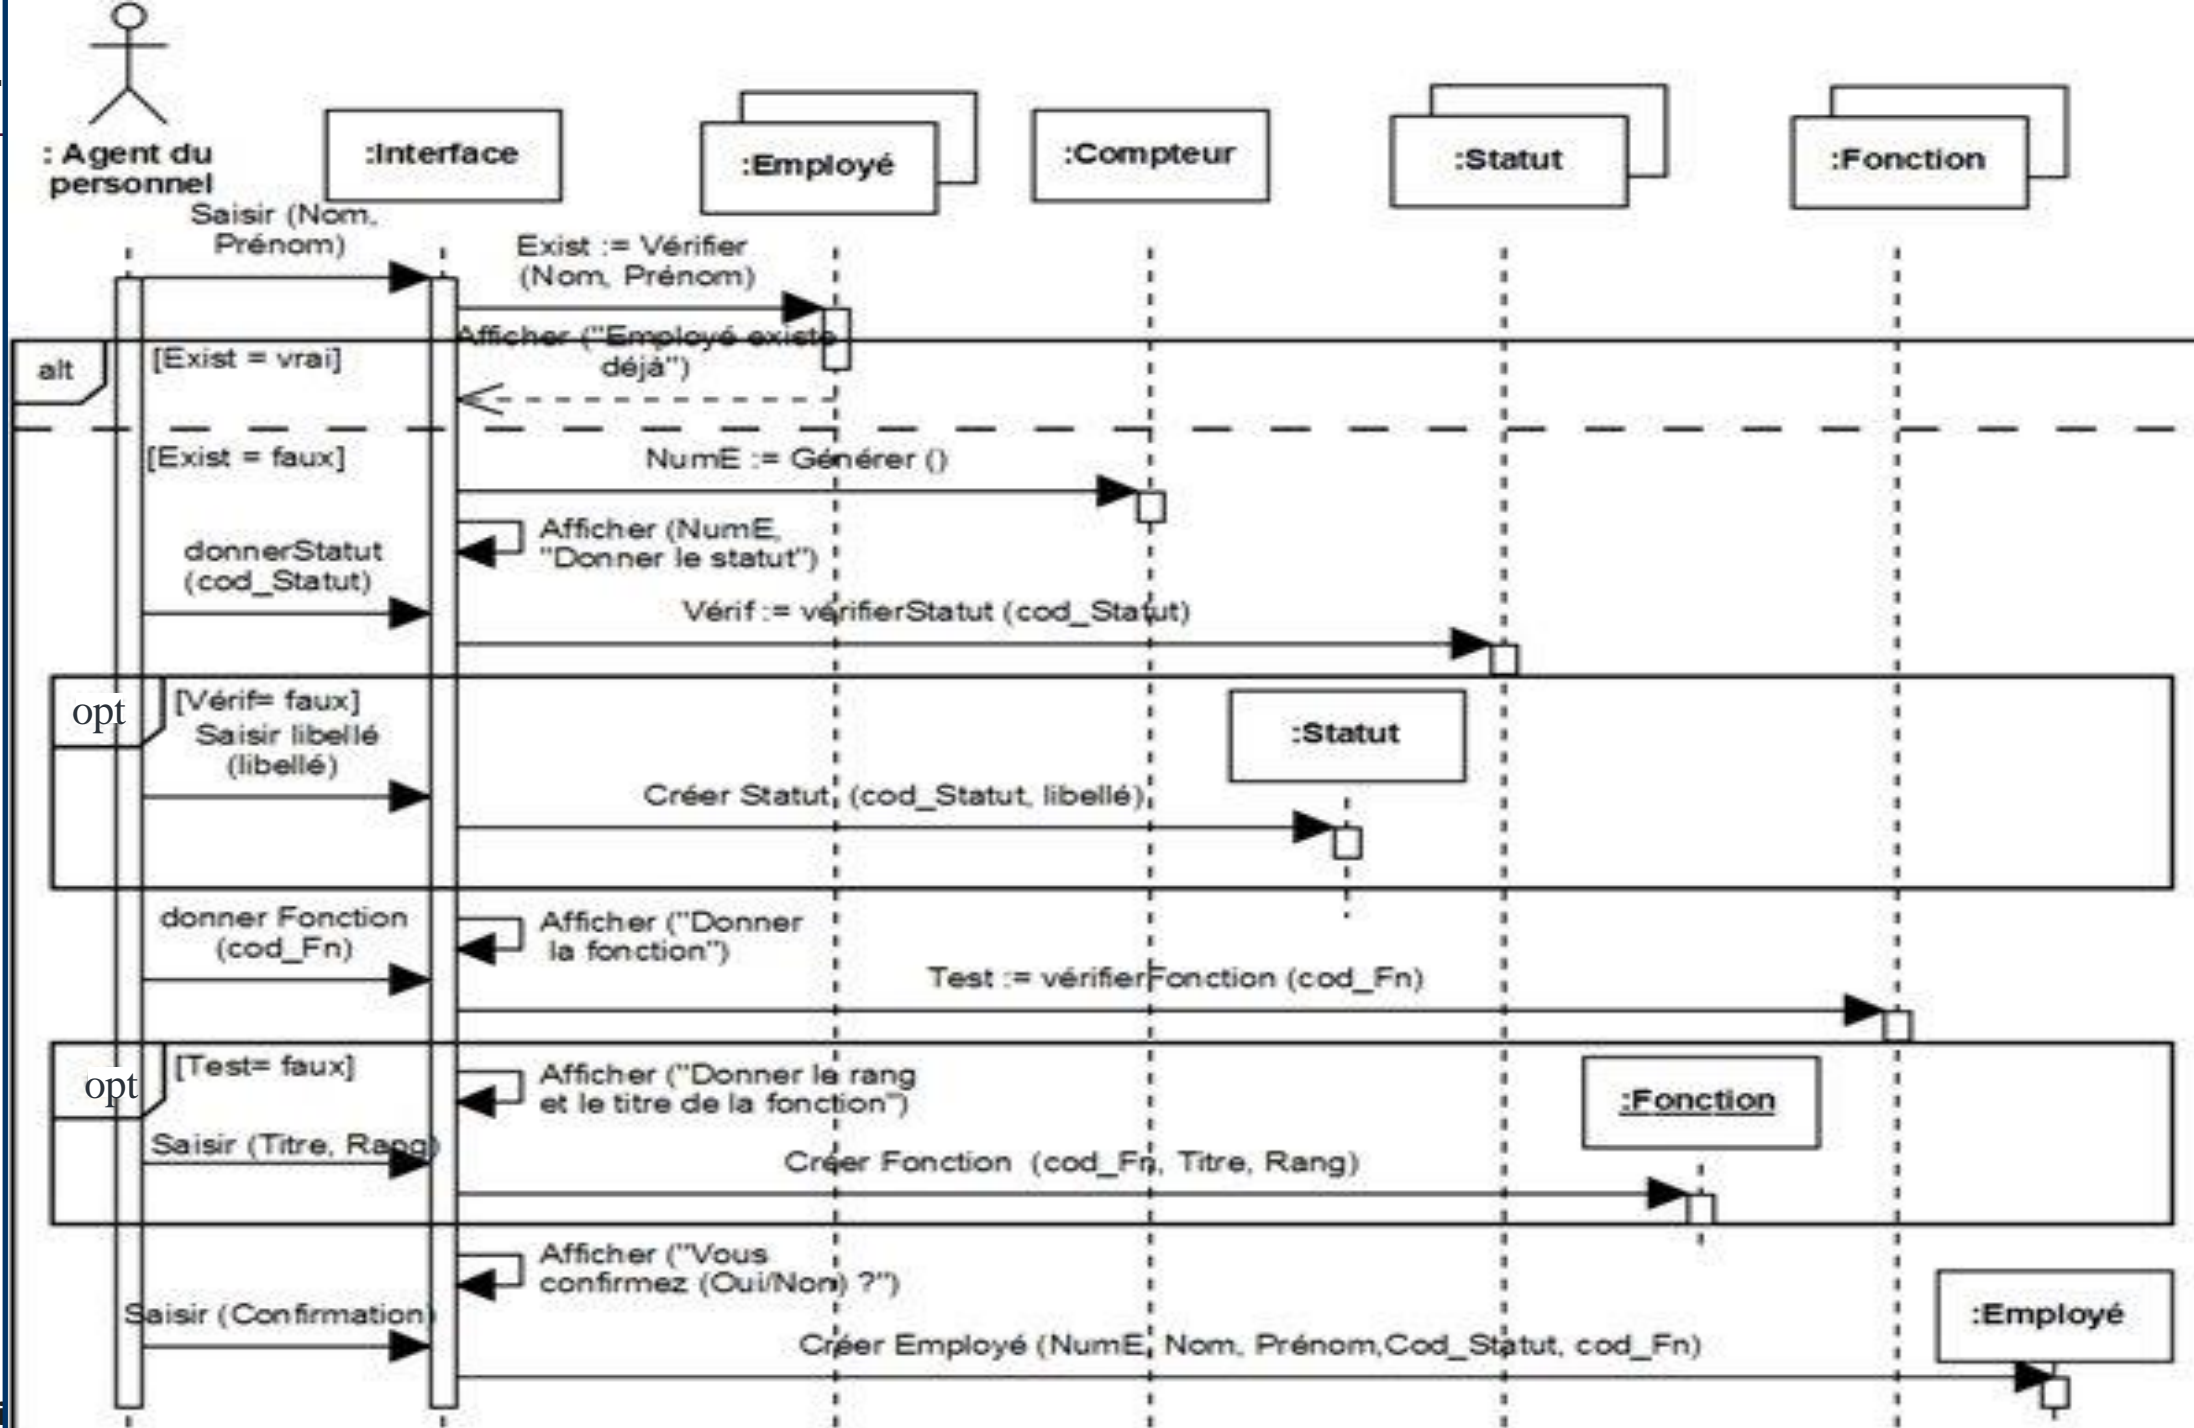 : Agent du
personnel
:Interface
:Employé
:Compteur
:Statut
:Fonction
Saisir (Nom,
Prénom)
Exist := Vérifier
(Nom, Prénom)
alt
[Exist = vrai]
Afficher ("Employé existe
déjà")
[Exist = faux]
NumE := Générer ()
Afficher (NumE,
"Donner le statut")
donnerStatut
(cod_Statut)
Vérif := vérifierStatut (cod_Statut)
opt
[Vérif= faux]
Saisir libellé
(libellé)
:Statut
Créer Statut (cod_Statut, libellé)
donner Fonction
(cod_Fn)
Afficher ("Donner
la fonction")
Test := vérifierFonction (cod_Fn)
opt
[Test= faux]
Afficher ("Donner le rang
et le titre de la fonction")
:Fonction
Saisir (Titre, Rang)
Créer Fonction (cod_Fn, Titre, Rang)
Afficher ("Vous
confirmez (Oui/Non) ?")
Saisir (Confirmation)
:Employé
Créer Employé (NumE, Nom, Prénom,Cod_Statut, cod_Fn)